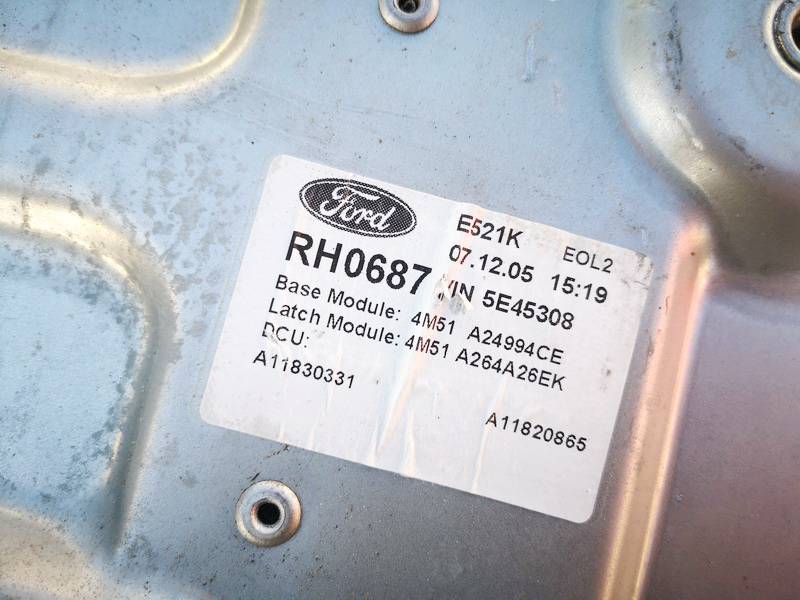 Ford
E521K EOL2
07.12.05 15:19
RH0687 VIN 5E45308
Base Module: 4M51 A24994CE
Latch Module: 4M51 A264A26EK
DCU:
A11830331
A11820865